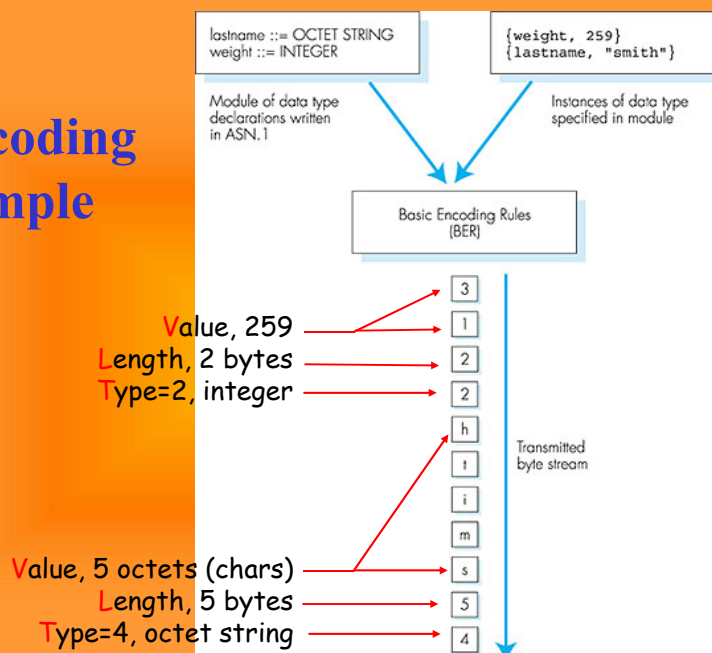 lastname ::= OCTET STRING
weight ::= INTEGER
{weight, 259}
{lastname, "smith"}
Module of data type
declarations written
in ASN.1
Instances of data type
specified in module
coding
mple
Basic Encoding Rules
(BER)
3
1
2
2
h
t
i
m
s
5
4
Value, 259
Length, 2 bytes
Type=2, integer
Transmitted
byte stream
Value, 5 octets (chars)
Length, 5 bytes
Type=4, octet string